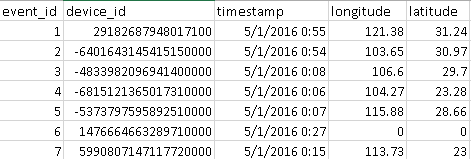 event_id device_id timestamp longitude latitude
1 29182687948017100 5/1/2016 0:55 121.38 31.24
2 -6401643145415150000 5/1/2016 0:54 103.65 30.97
3 -4833982096941400000 5/1/2016 0:08 106.6 29.7
4 -6815121365017310000 5/1/2016 0:06 104.27 23.28
5 -5373797595892510000 5/1/2016 0:07 115.88 28.66
6 1476664663289710000 5/1/2016 0:27 0 0
7 5990807147117720000 5/1/2016 0:15 113.73 23